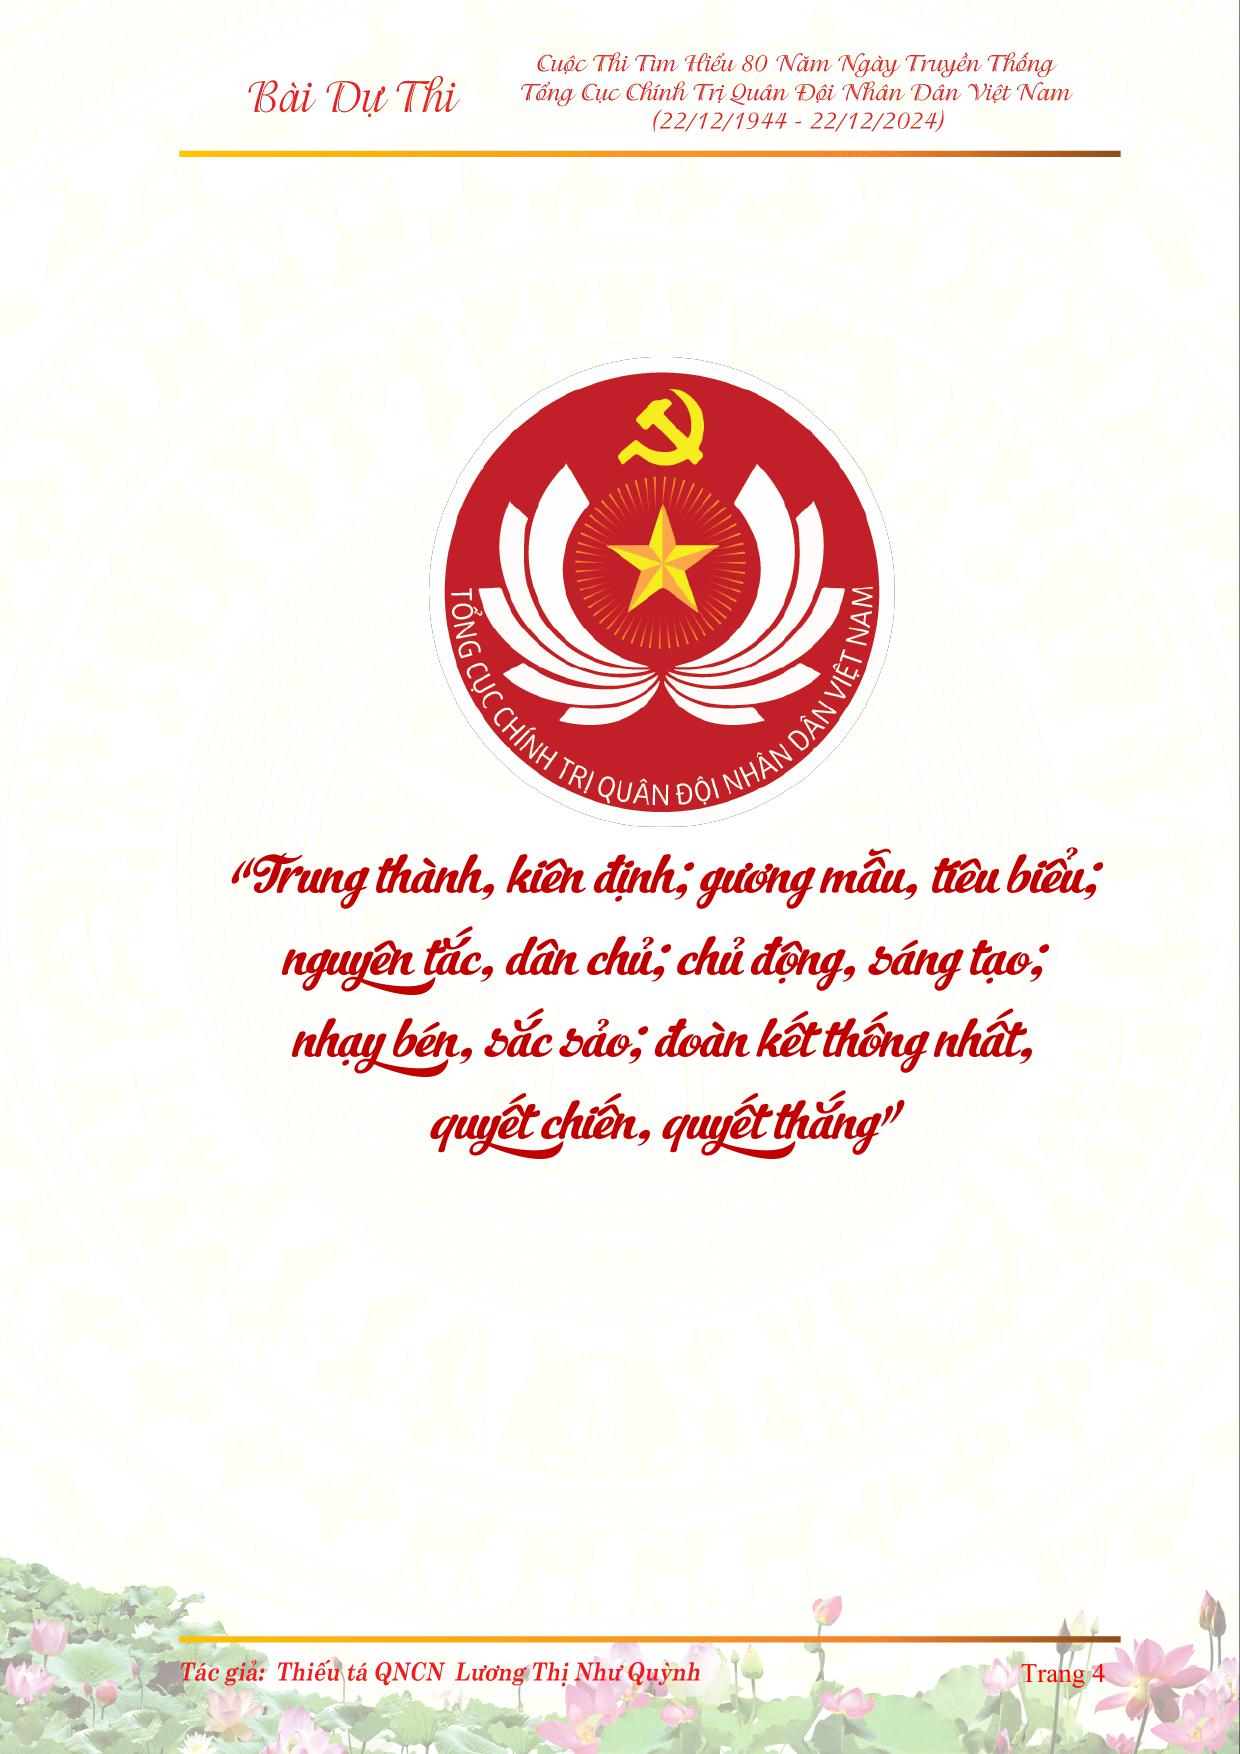 Bài Dự Thi
Cuộc Thi Tìm Hiểu 80 Năm Ngày Truyền Thống
Tổng Cục Chính Trị Quân Đội Nhân Dân Việt Nam
(22/12/1944 - 22/12/2024)
TỔNG CỤC CHÍNH TRỊ QUÂN ĐỘI NHÂN DÂN VIỆT NAM
“Trung thành, kiên định; gương mẫu, tiêu biểu;
nguyên tắc, dân chủ; chủ động, sáng tạo;
nhạy bén, sắc sảo; đoàn kết thống nhất,
quyết chiến, quyết thắng”
Tác giả: Thiếu tá QNCN Lương Thị Như Quỳnh
Trang 4